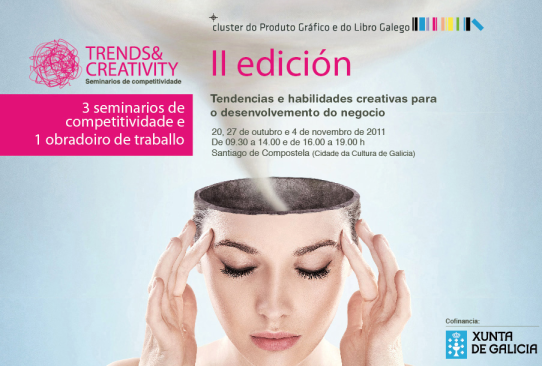 cluster do Produto Gráfico e do Libro Galego
TRENDS&
CREATIVITY
Seminarios de competitividade
II edición
3 seminarios de
competitividade e
1 obradoiro de traballo
Tendencias e habilidades creativas para
o desenvolvemento do negocio
20, 27 de outubro e 4 de novembro de 2011
De 09.30 a 14.00 e de 16.00 a 19.00 h
Santiago de Compostela (Cidade da Cultura de Galicia)
Cofinancia:
XUNTA
DE GALICIA